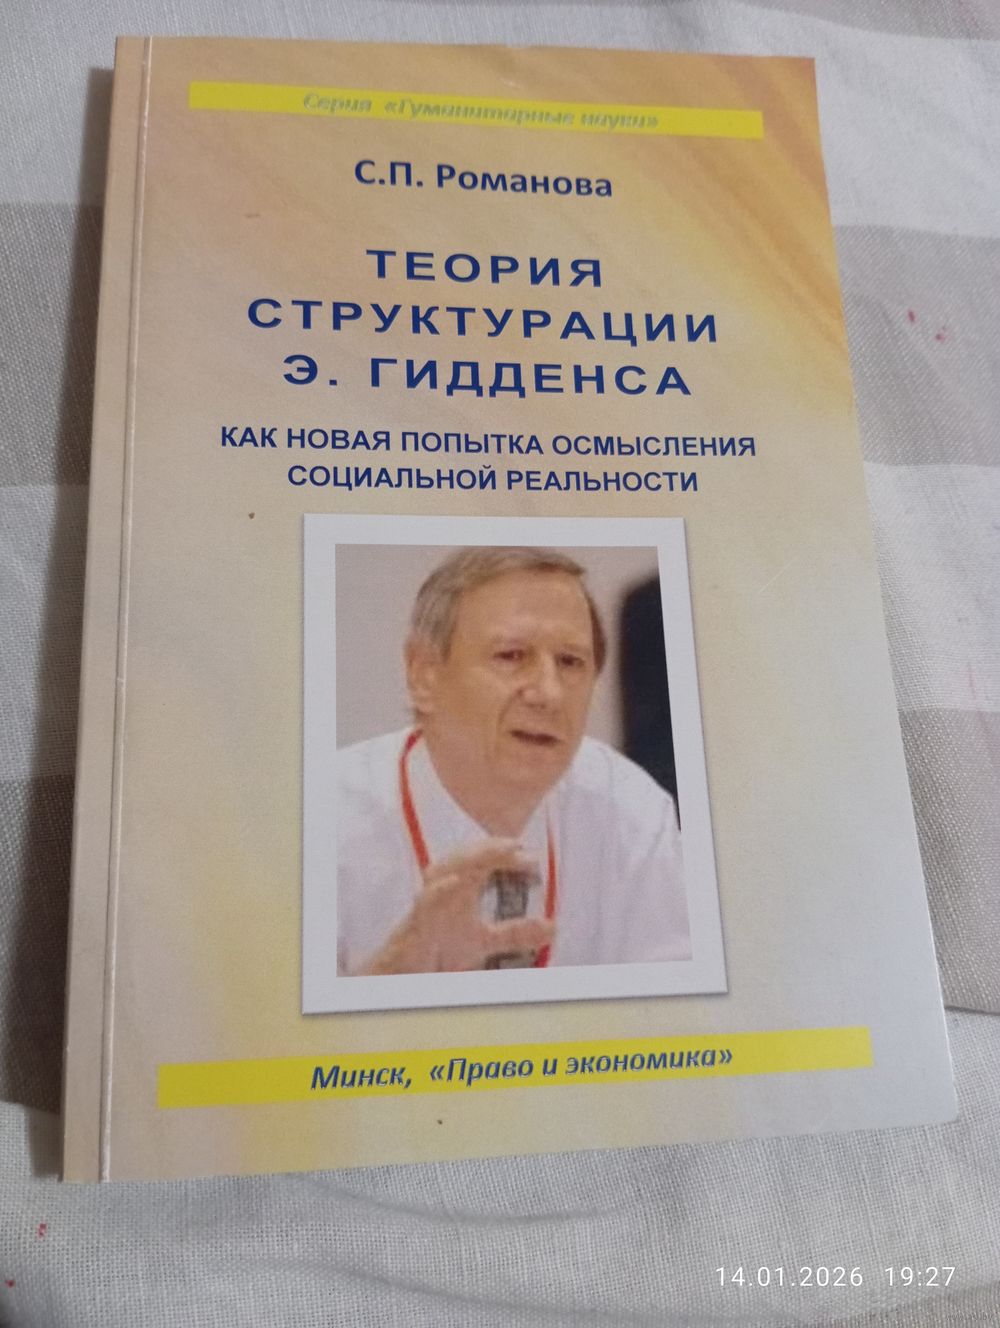 Серия «Гуманитарные науки»
С.П. Романова
ТЕОРИЯ
СТРУКТУРАЦИИ
Э. ГИДДЕНСА
КАК НОВАЯ ПОПЫТКА ОСМЫСЛЕНИЯ
СОЦИАЛЬНОЙ РЕАЛЬНОСТИ
Минск, «Право и экономика»
14.01.2026 19:27